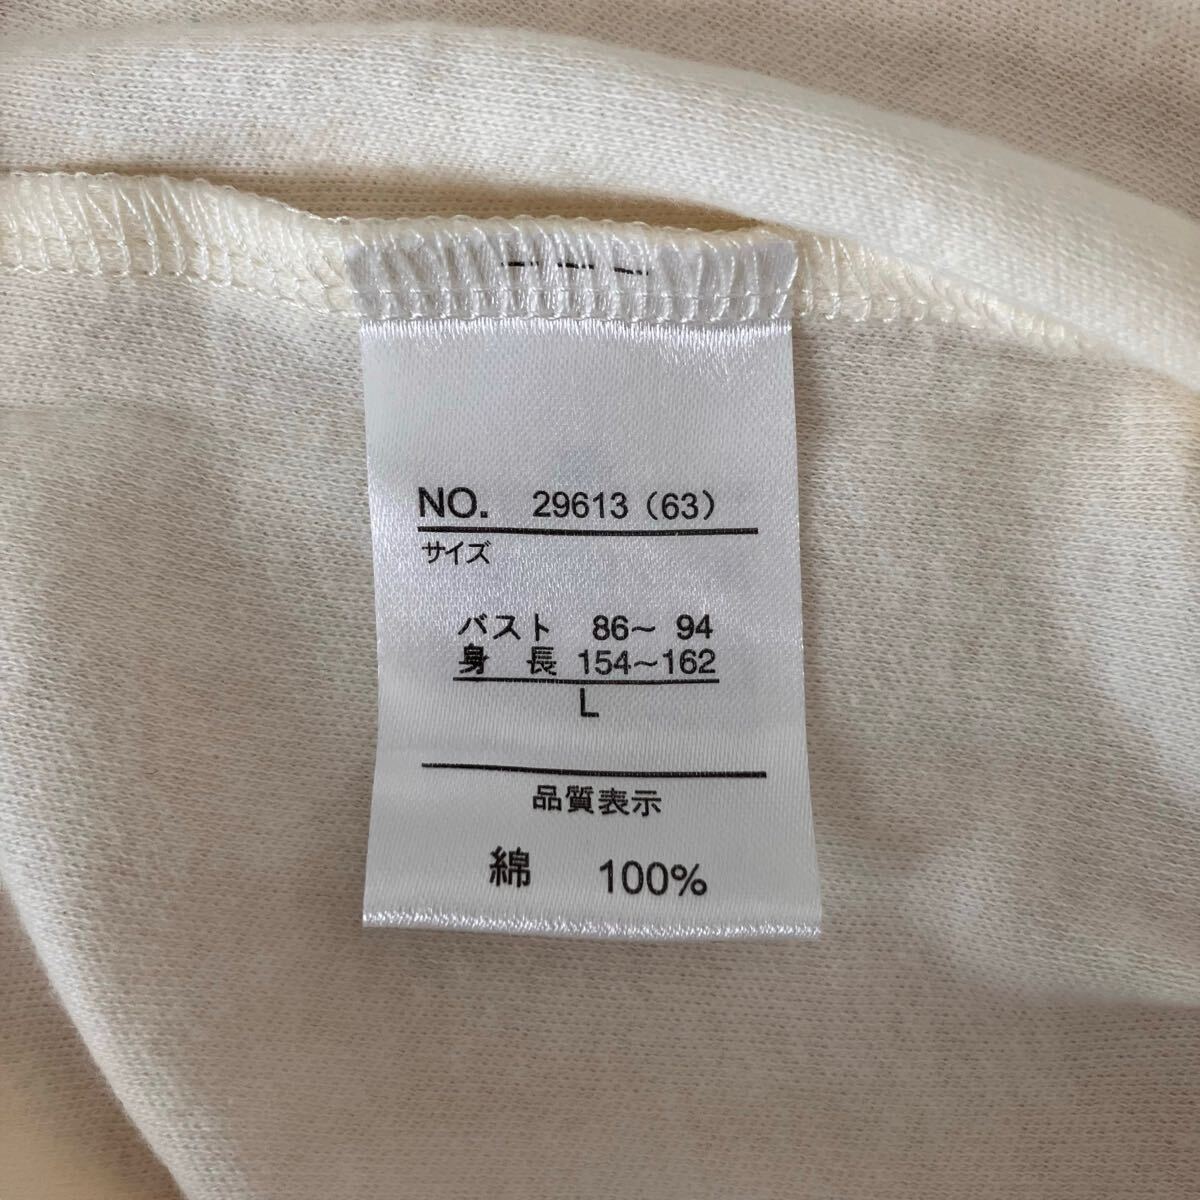 NO. 29613 (63)
サイズ
バスト 86～ 94
身 長 154～162
L
品質表示
綿 100%